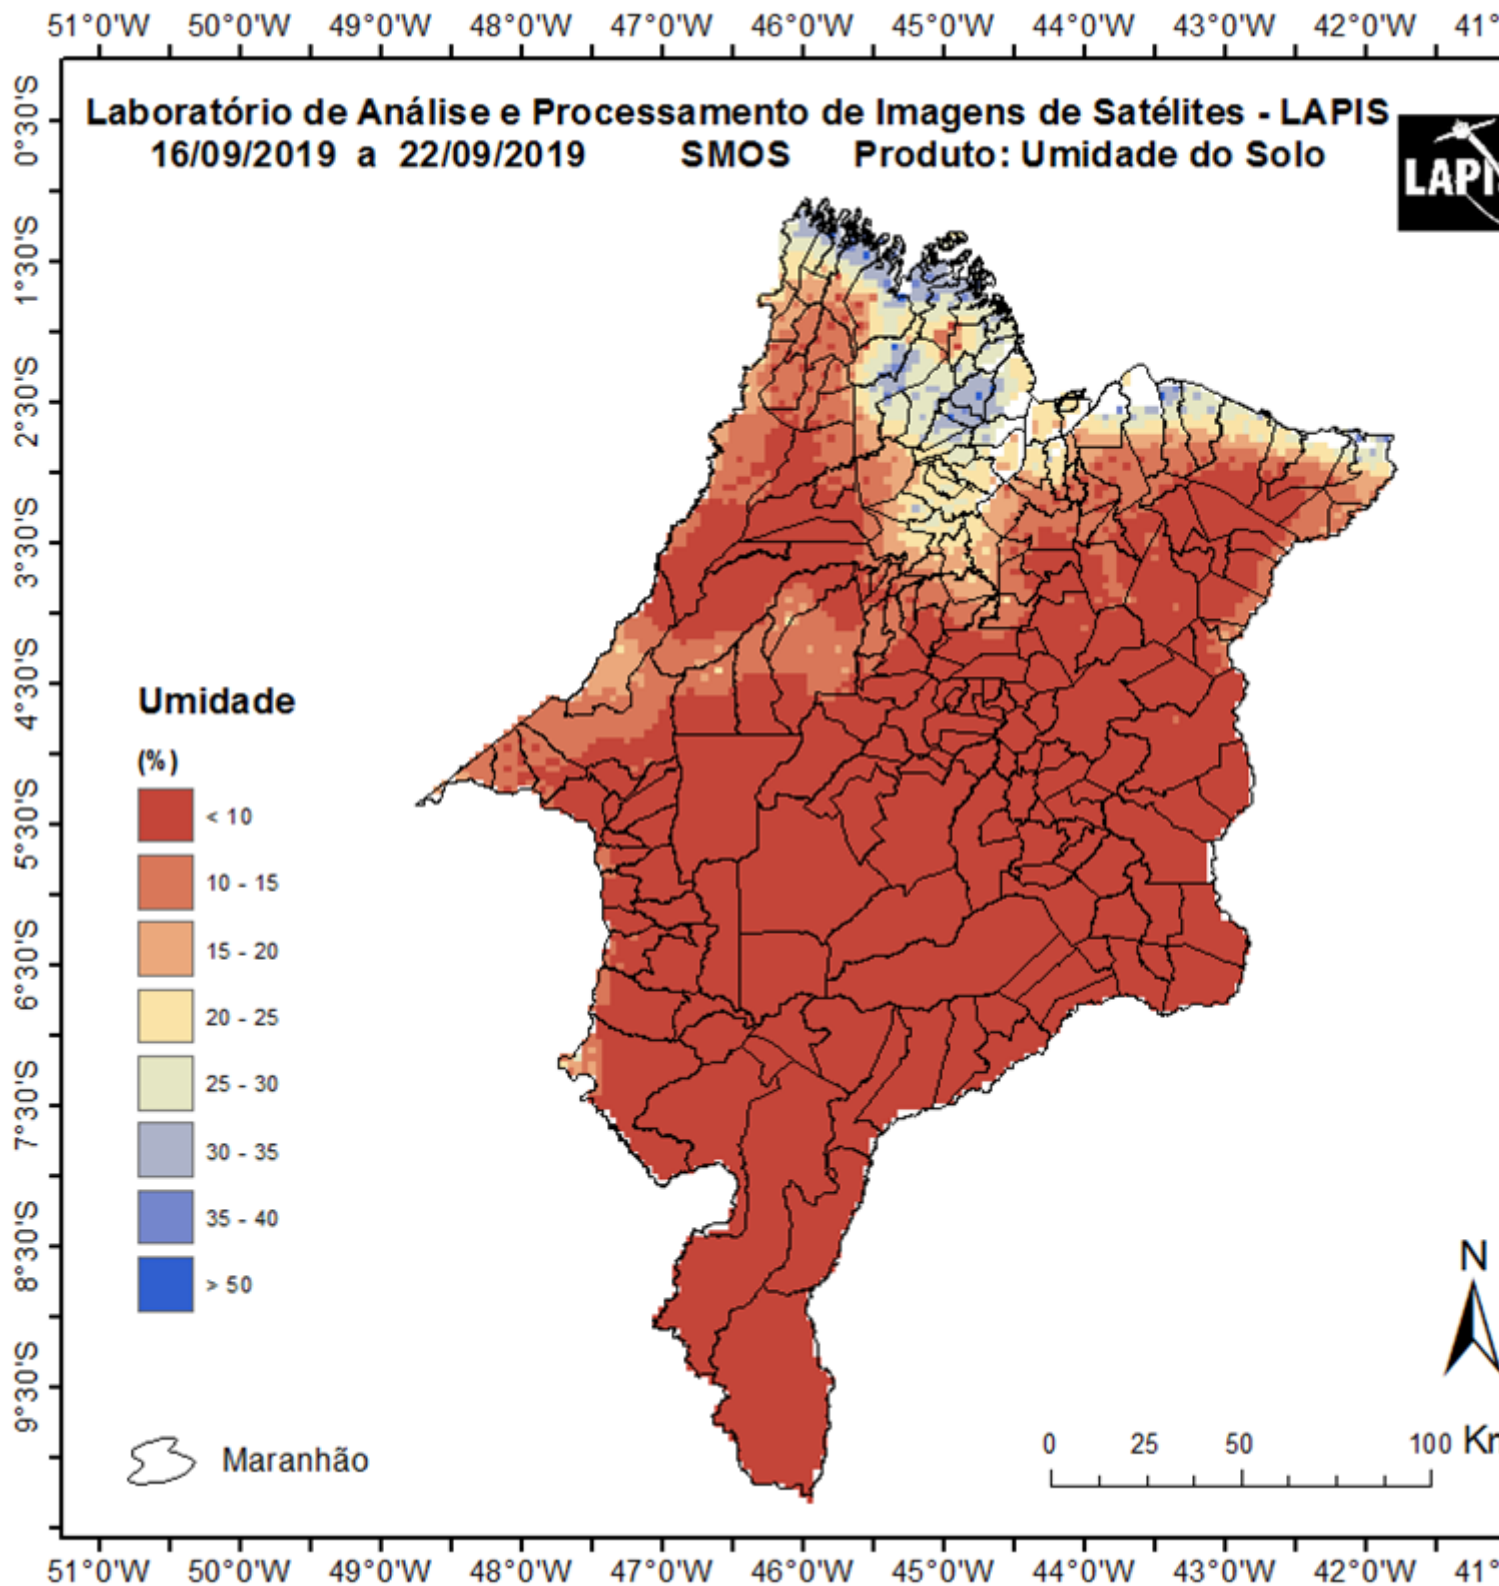 51°0'W 50°0'W 49°0'W 48°0'W 47°0'W 46°0'W 45°0'W 44°0'W 43°0'W 42°0'W 41°
Laboratório de Análise e Processamento de Imagens de Satélites - LAPIS
16/09/2019 a 22/09/2019 SMOS Produto: Umidade do Solo
LAPI
0°30'S
1°30'S
2°30'S
3°30'S
4°30'S
5°30'S
6°30'S
7°30'S
8°30'S
9°30'S
Umidade
(%)
< 10
10 - 15
15 - 20
20 - 25
25 - 30
30 - 35
35 - 40
> 50
N
Maranhão
0 25 50 100 Kr
51°0'W 50°0'W 49°0'W 48°0'W 47°0'W 46°0'W 45°0'W 44°0'W 43°0'W 42°0'W 41°